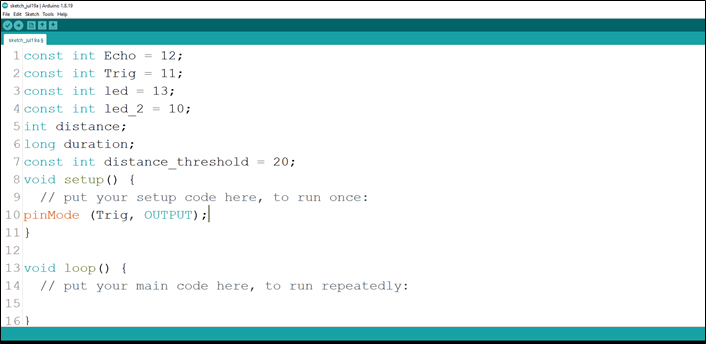 sketch_jul19a | Arduino 1.8.19
File Edit Sketch Tools Help
sketch_jul19a §
1 const int Echo = 12;
2 const int Trig = 11;
3 const int led = 13;
4 const int led_2 = 10;
5 int distance;
6 long duration;
7 const int distance_threshold = 20;
8 void setup() {
9 // put your setup code here, to run once:
10 pinMode (Trig, OUTPUT);
11 }
12
13 void loop() {
14 // put your main code here, to run repeatedly:
15
16 }